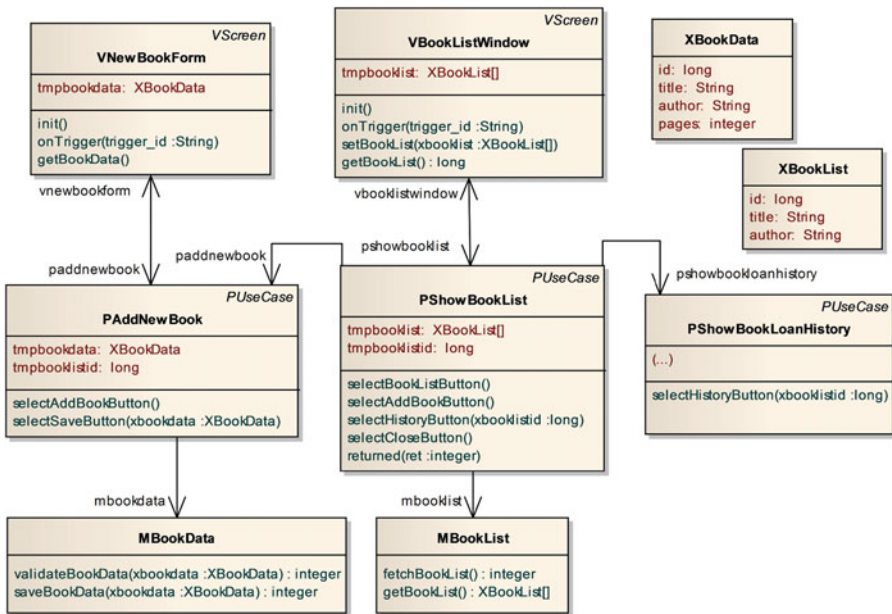 VScreen
VNewBookForm
tmpbookdata: XBookData
init()
onTrigger(trigger_id :String)
getBookData()
VScreen
VBookListWindow
tmpbooklist: XBookList[]
init()
onTrigger(trigger_id :String)
setBookList(xbooklist :XBookList[])
getBookList() : long
XBookData
id: long
title: String
author: String
pages: integer
XBookList
id: long
title: String
author: String
vnewbookform
vbooklistwindow
paddnewbook
paddnewbook
pshowbooklist
pshowbookloanhistory
PUseCase
PAddNewBook
tmpbookdata: XBookData
tmpbooklistid: long
selectAddBookButton()
selectSaveButton(xbookdata :XBookData)
PUseCase
PShowBookList
tmpbooklist: XBookList[]
tmpbooklistid: long
selectBookListButton()
selectAddBookButton()
selectHistoryButton(xbooklistid :long)
selectCloseButton()
returned(ret :integer)
PUseCase
PShowBookLoanHistory
(...)
selectHistoryButton(xbooklistid :long)
mbookdata
mbooklist
MBookData
validateBookData(xbookdata :XBookData) : integer
saveBookData(xbookdata :XBookData) : integer
MBookList
fetchBookList() : integer
getBookList() : XBookList[]